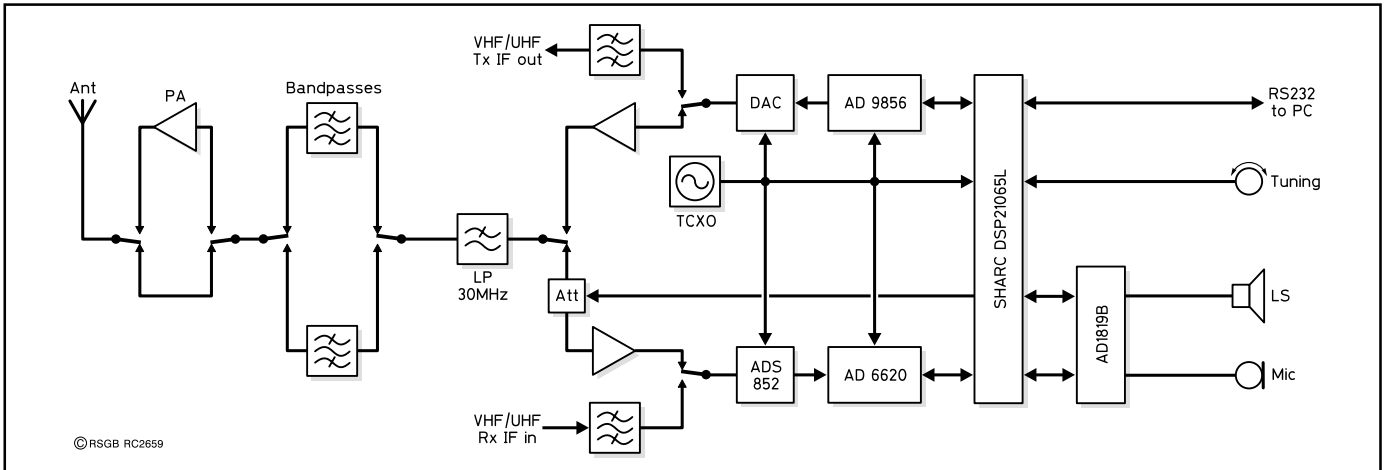 VHF/UHF
Tx IF out
Ant
PA
Bandpasses
DAC
AD 9856
RS232
to PC
TCXO
Tuning
SHARC DSP21065L
LP
30MHz
Att
LS
AD1819B
ADS
852
AD 6620
Mic
VHF/UHF
Rx IF in
©RSGB RC2659